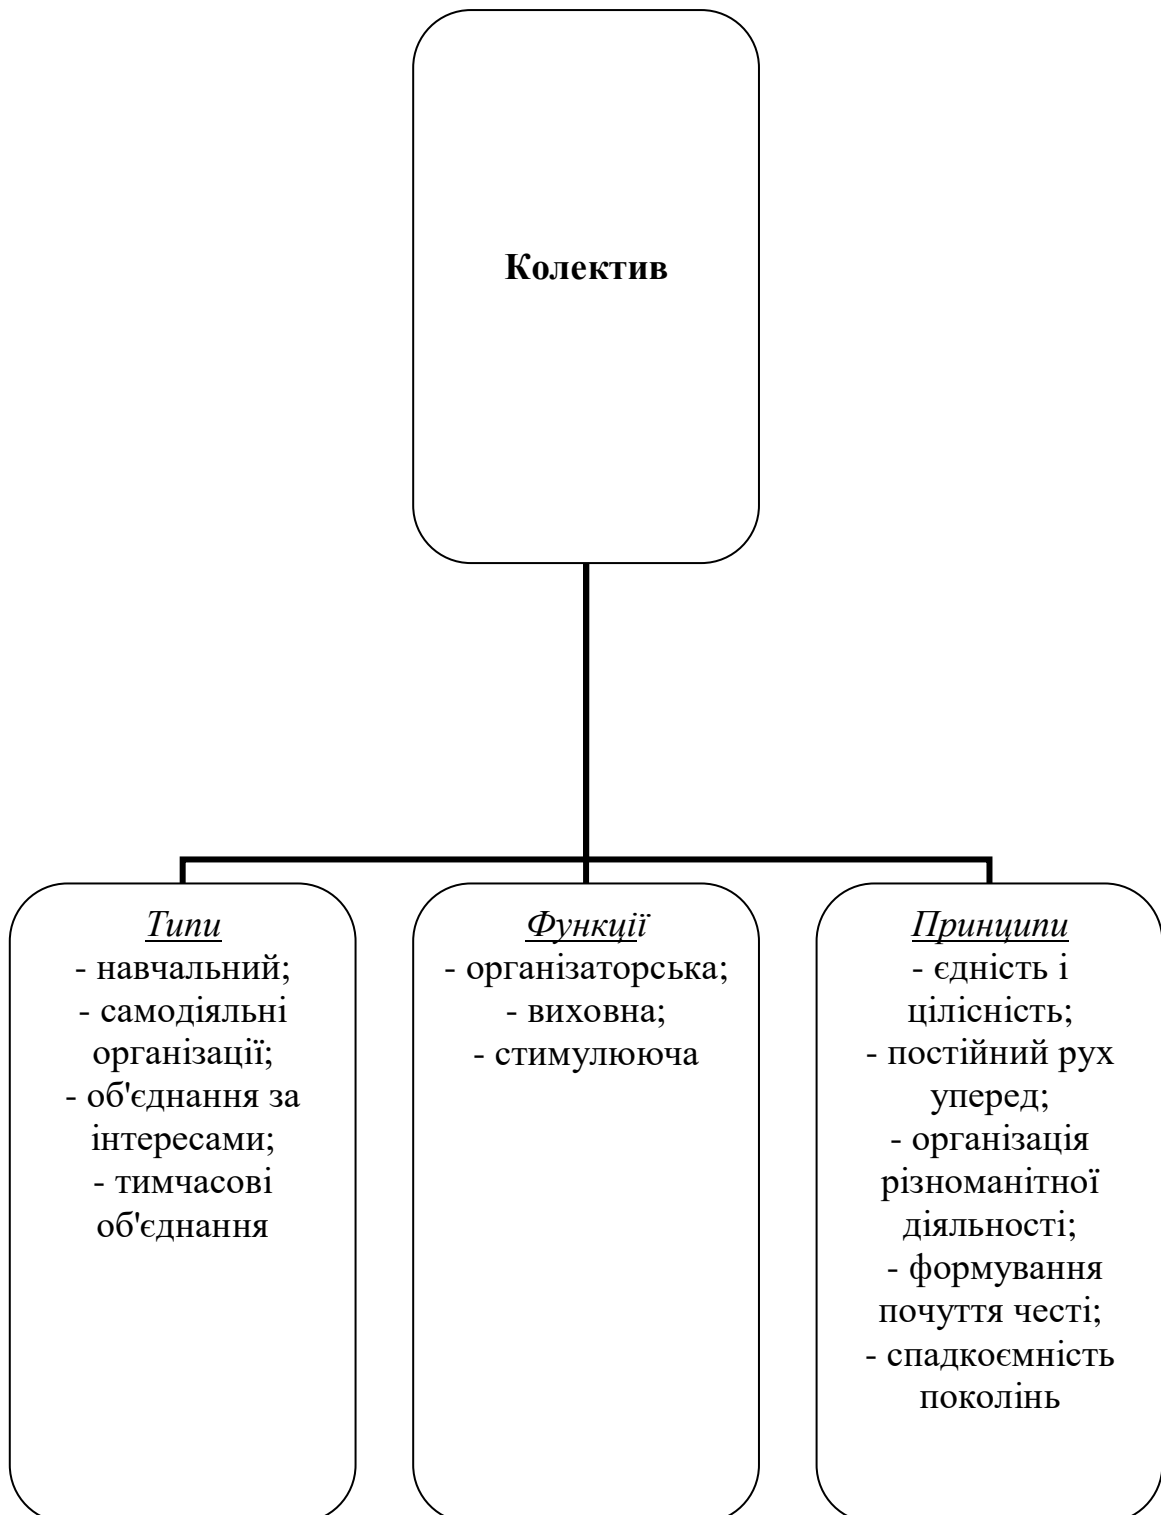 Колектив
Типи
- навчальний;
- самодіяльні
організації;
- об'єднання за
інтересами;
- тимчасові
об'єднання
Функції
- організаторська;
- виховна;
- стимулююча
Принципи
- єдність і
цілісність;
- постійний рух
уперед;
- організація
різноманітної
діяльності;
- формування
почуття честі;
- спадкоємність
поколінь